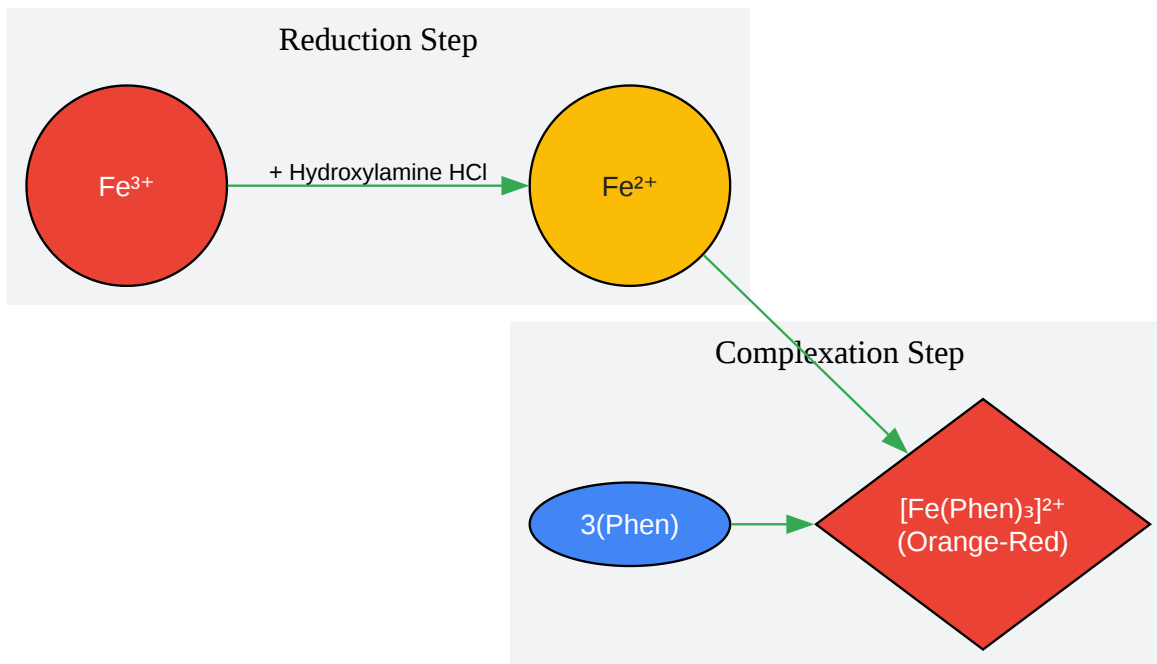 Reduction Step
Fe³⁺
+ Hydroxylamine HCl
Fe²⁺
Complexation Step
3(Phen)
[Fe(Phen)₃]²⁺
(Orange-Red)